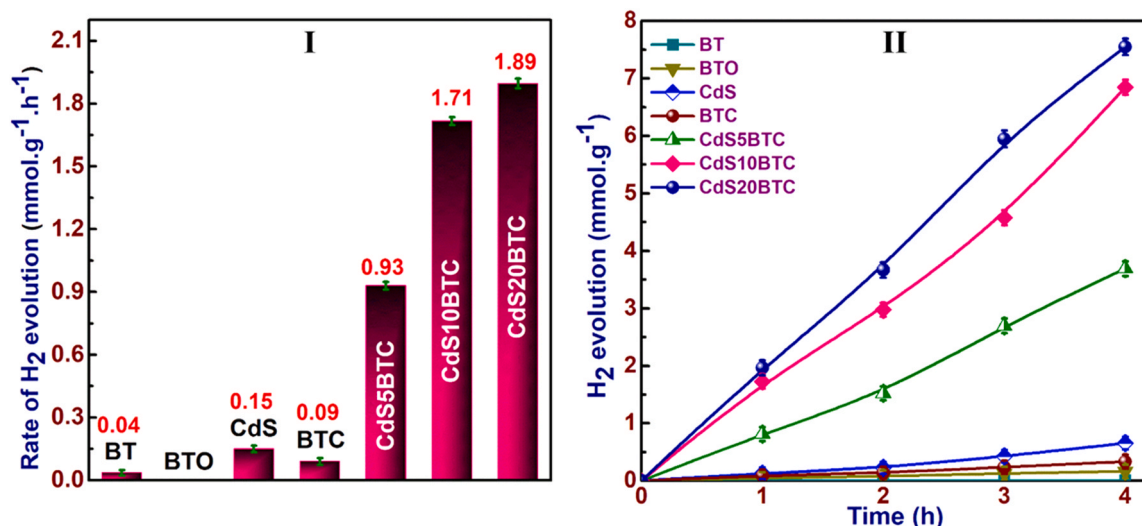 I
Rate of H2 evolution (mmol.g-1.h-1)
2.1
1.8
1.5
1.2
0.9
0.6
0.3
0.0
0.04
BT
BTO
0.15
CdS
0.09
BTC
0.93
CdS5BTC
1.71
CdS10BTC
1.89
CdS20BTC
II
H2 evolution (mmol.g-1)
8
7
6
5
4
3
2
1
0
BT
BTO
CdS
BTC
CdS5BTC
CdS10BTC
CdS20BTC
0 1 2 3 4
Time (h)